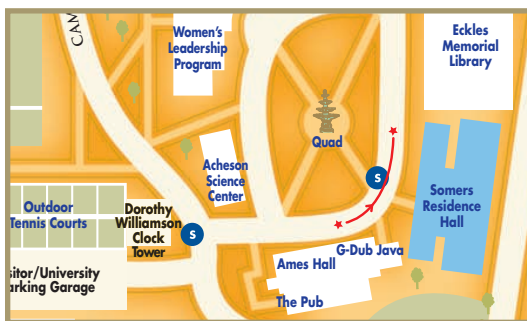 CAM
Women's
Leadership
Program
Eckles
Memorial
Library
Quad
Acheson
Science
Center
S
Somers
Residence
Hall
Outdoor
Tennis Courts
Dorothy
Williamson
Clock
Tower
S
sitor/University
arking Garage
G-Dub Java
Ames Hall
The Pub